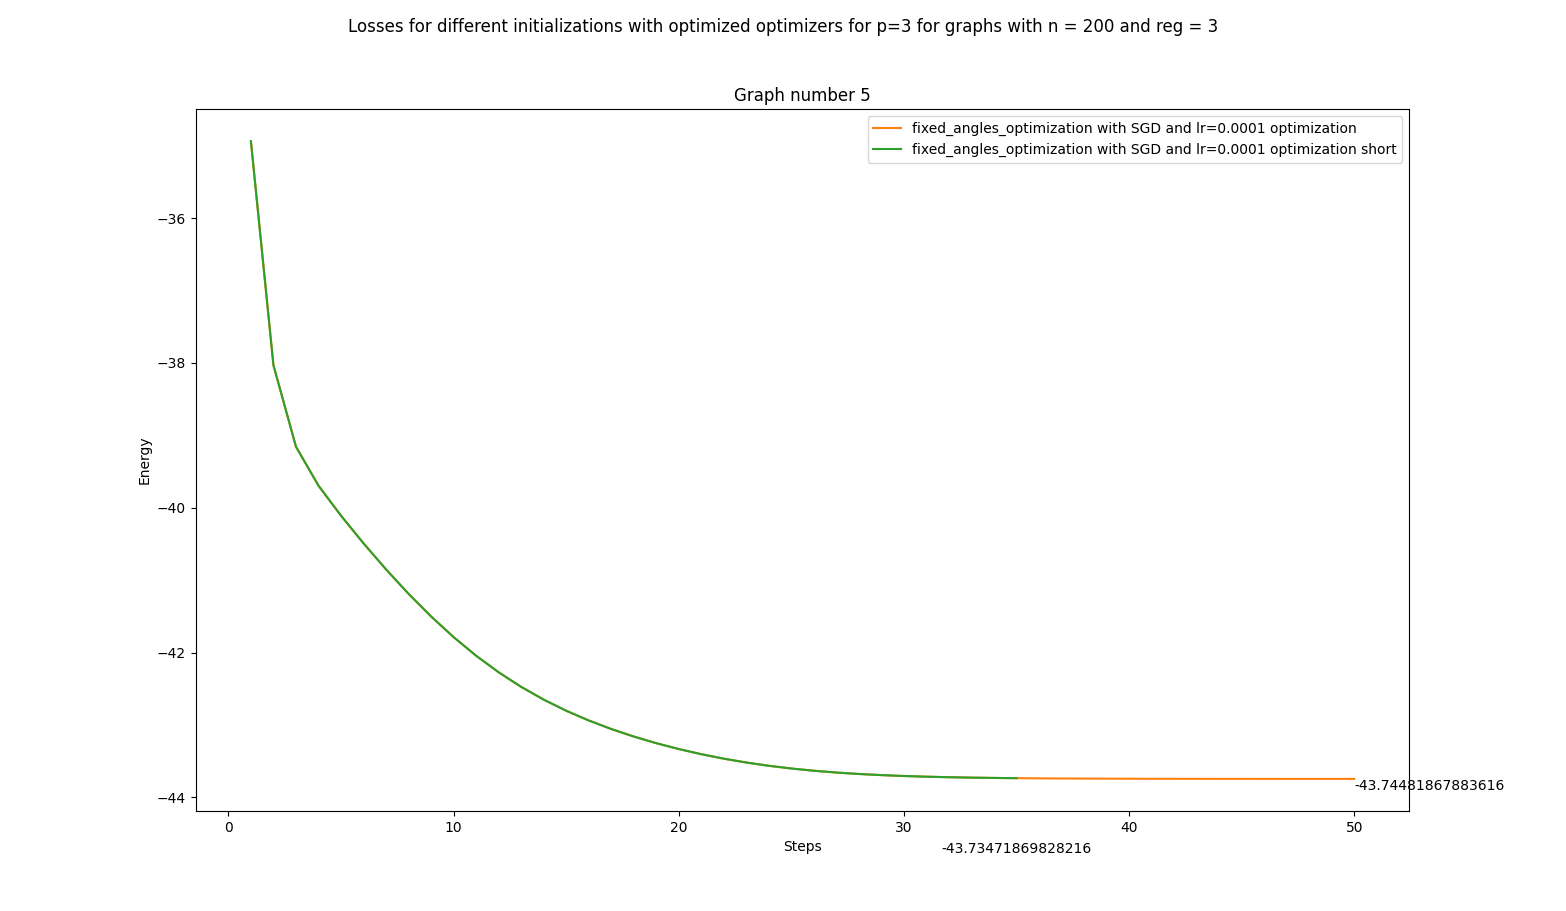 Losses for different initializations with optimized optimizers for p=3 for graphs with n = 200 and reg = 3
Graph number 5
fixed_angles_optimization with SGD and lr=0.0001 optimization
fixed_angles_optimization with SGD and lr=0.0001 optimization short
Energy
−36
−38
−40
−42
−44
-43.74481867883616
0 10 20 30 40 50
Steps
-43.73471869828216